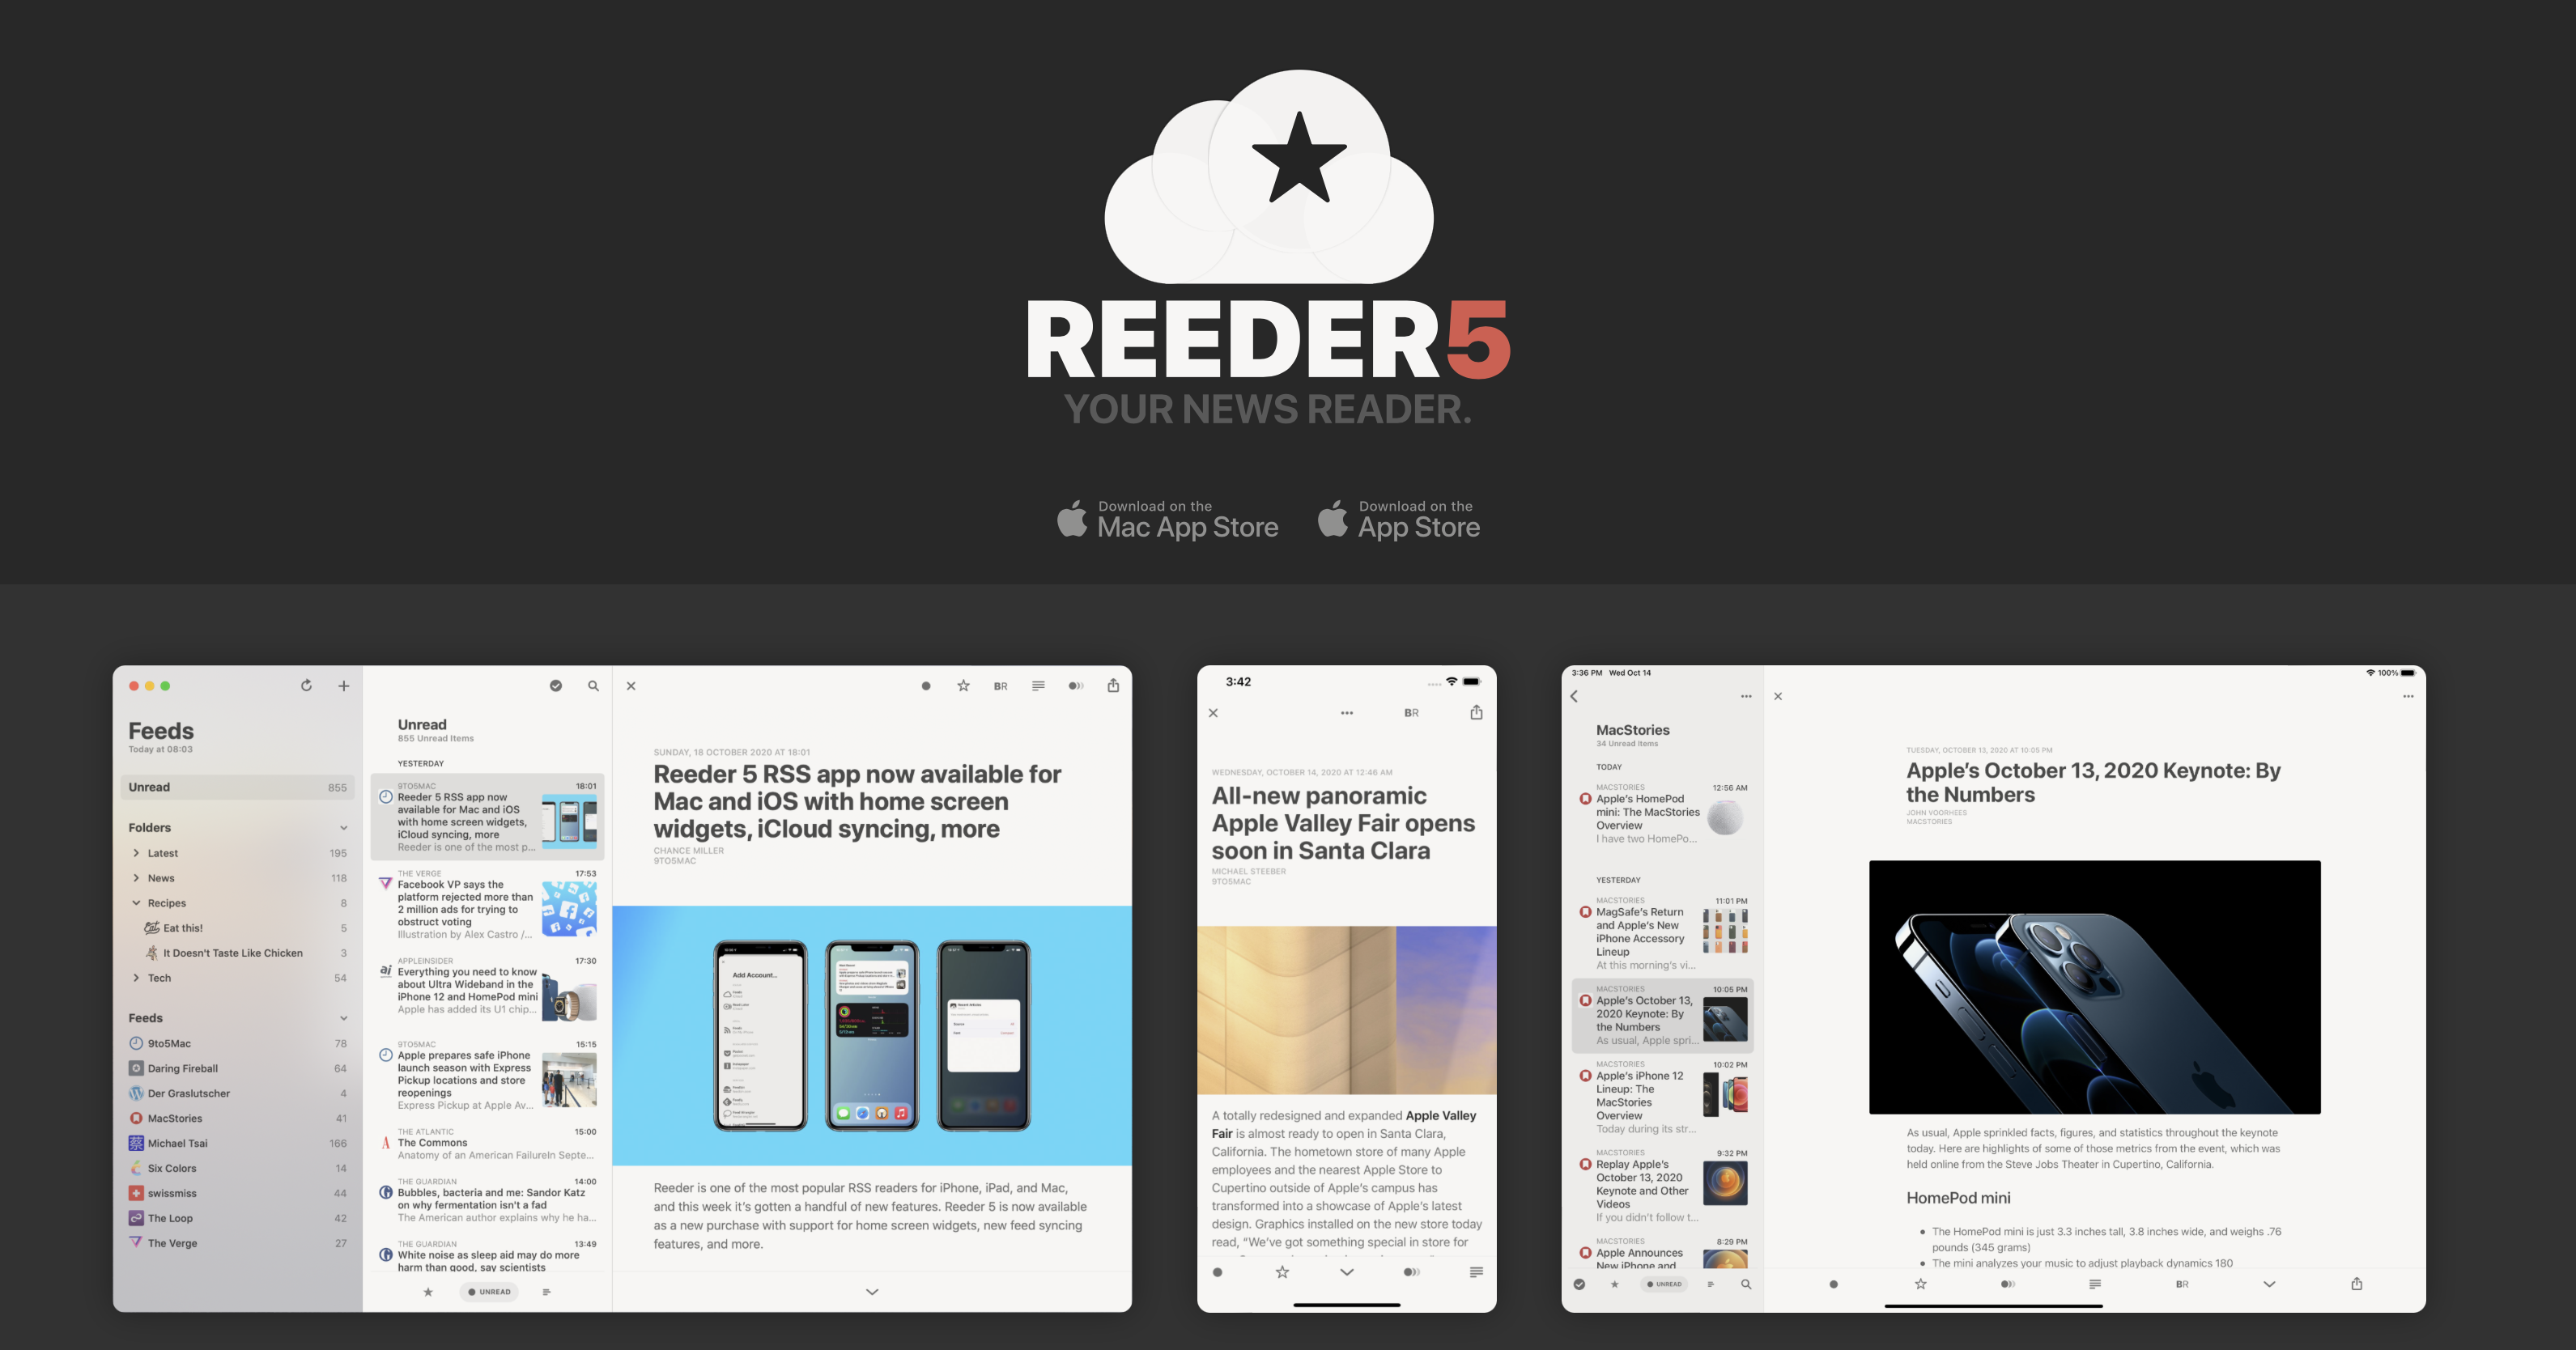 REEDER5
YOUR NEWS READER.
Download on the
Mac App Store
Download on the
App Store
Feeds
Today at 08:03
Unread 855
Folders
Latest 195
News 118
Recipes 8
Eat this! 5
It Doesn't Taste Like Chicken 3
Tech 54
Feeds
9to5Mac 78
Daring Fireball 64
Der Graslutscher 4
MacStories 41
Michael Tsai 166
Six Colors 14
swissmiss 44
The Loop 42
The Verge 27
Unread
855 Unread Items
YESTERDAY
9TO5MAC 18:01
Reeder 5 RSS app now
available for Mac and iOS
with home screen widgets,
iCloud syncing, more
Reeder is one of the most p...
THE VERGE 17:53
Facebook VP says the
platform rejected more than
2 million ads for trying to
obstruct voting
Illustration by Alex Castro /...
APPLEINSIDER 17:30
ai
Everything you need to know
about Ultra Wideband in the
iPhone 12 and HomePod mini
Apple has added its U1 chip...
9TO5MAC 15:15
Apple prepares safe iPhone
launch season with Express
Pickup locations and store
reopenings
Express Pickup at Apple Av...
THE ATLANTIC 15:00
A
The Commons
Anatomy of an American FailureIn Septe...
THE GUARDIAN 14:00
Bubbles, bacteria and me: Sandor Katz
on why fermentation isn't a fad
The American author explains why he ha...
THE GUARDIAN 13:49
White noise as sleep aid may do more
harm than good, say scientists
UNREAD
BR
SUNDAY, 18 OCTOBER 2020 AT 18:01
Reeder 5 RSS app now available for
Mac and iOS with home screen
widgets, iCloud syncing, more
CHANCE MILLER
9TO5MAC
Add Account...
Reeder is one of the most popular RSS readers for iPhone, iPad, and Mac,
and this week it's gotten a handful of new features. Reeder 5 is now available
as a new purchase with support for home screen widgets, new feed syncing
features, and more.
3:42
BR
WEDNESDAY, OCTOBER 14, 2020 AT 12:46 AM
All-new panoramic
Apple Valley Fair opens
soon in Santa Clara
MICHAEL STEEBER
9TO5MAC
A totally redesigned and expanded Apple Valley
Fair is almost ready to open in Santa Clara,
California. The hometown store of many Apple
employees and the nearest Apple Store to
Cupertino outside of Apple's campus has
transformed into a showcase of Apple's latest
design. Graphics installed on the new store today
read, "We've got something special in store for
3:36 PM Wed Oct 14
100%
MacStories
34 Unread Items
TODAY
MACSTORIES 12:56 AM
Apple's HomePod
mini: The MacStories
Overview
I have two HomePo...
YESTERDAY
MACSTORIES 11:01 PM
MagSafe's Return
and Apple's New
iPhone Accessory
Lineup
At this morning's vi...
MACSTORIES 10:05 PM
Apple's October 13,
2020 Keynote: By
the Numbers
As usual, Apple spri...
MACSTORIES 10:02 PM
Apple's iPhone 12
Lineup: The
MacStories
Overview
Today during its str...
MACSTORIES 9:32 PM
Replay Apple's
October 13, 2020
Keynote and Other
Videos
If you didn't follow t...
MACSTORIES 8:29 PM
Apple Announces
New iPhone and
UNREAD
TUESDAY, OCTOBER 13, 2020 AT 10:05 PM
Apple's October 13, 2020 Keynote: By
the Numbers
JOHN VOORHEES
MACSTORIES
As usual, Apple sprinkled facts, figures, and statistics throughout the keynote
today. Here are highlights of some of those metrics from the event, which was
held online from the Steve Jobs Theater in Cupertino, California.
HomePod mini
The HomePod mini is just 3.3 inches tall, 3.8 inches wide, and weighs .76
pounds (345 grams)
The mini analyzes your music to adjust playback dynamics 180
BR